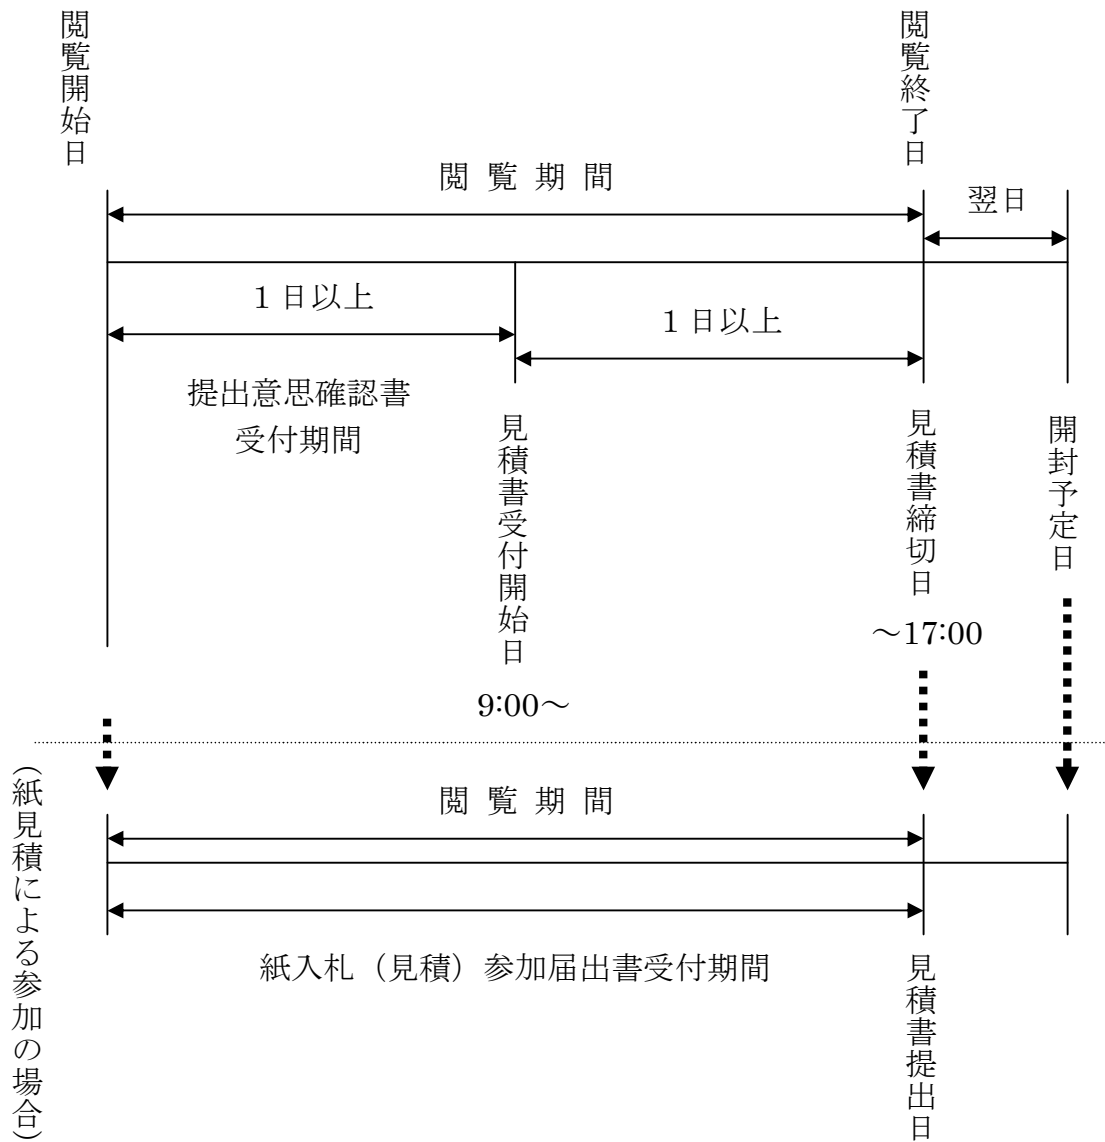 閲覧開始日
閲覧終了日
閲覧期間
翌日
１日以上
１日以上
提出意思確認書
受付期間
見積書受付開始日
9:00～
見積書締切日
～17:00
開封予定日
（紙見積による参加の場合）
閲覧期間
紙入札（見積）参加届出書受付期間
見積書提出日